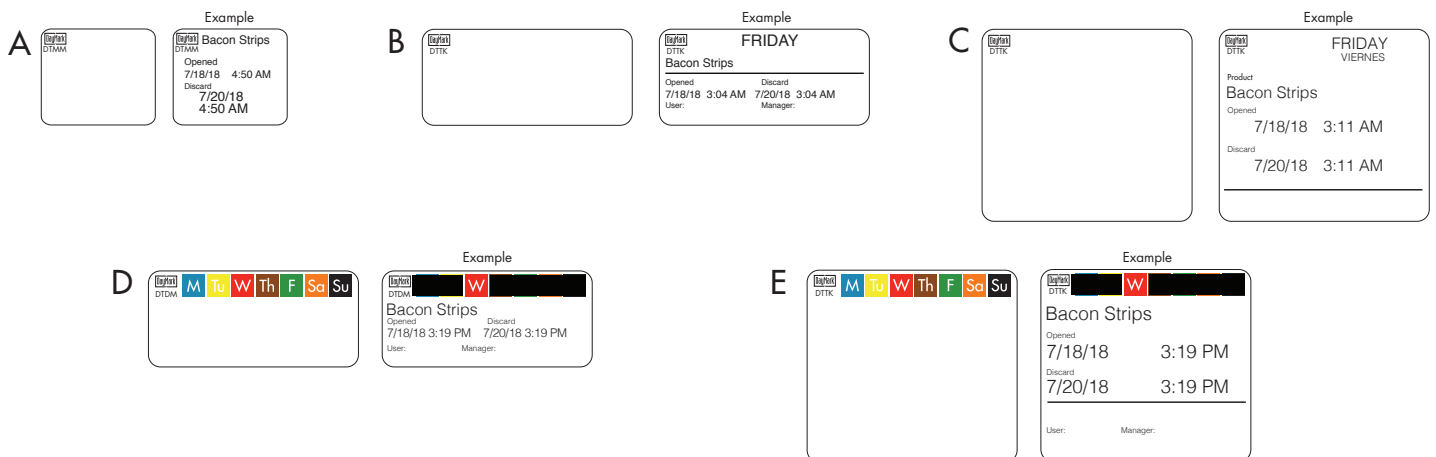 Example
A
DayMark
DTMM
DayMark Bacon Strips
DTMM
Opened
7/18/18 4:50 AM
Discard
7/20/18
4:50 AM
Example
B
DayMark
DTTK
DayMark FRIDAY
DTTK
Bacon Strips
Opened Discard
7/18/18 3:04 AM 7/20/18 3:04 AM
User: Manager:
Example
C
DayMark
DTTK
DayMark FRIDAY
DTTK VIERNES
Product
Bacon Strips
Opened
7/18/18 3:11 AM
Discard
7/20/18 3:11 AM
Example
D
DayMark M Tu W Th F Sa Su
DTDM
DayMark W
DTDM
Bacon Strips
Opened Discard
7/18/18 3:19 PM 7/20/18 3:19 PM
User: Manager:
Example
E
DayMark M Tu W Th F Sa Su
DTTK
DayMark W
DTTK
Bacon Strips
Opened
7/18/18 3:19 PM
Discard
7/20/18 3:19 PM
User: Manager: